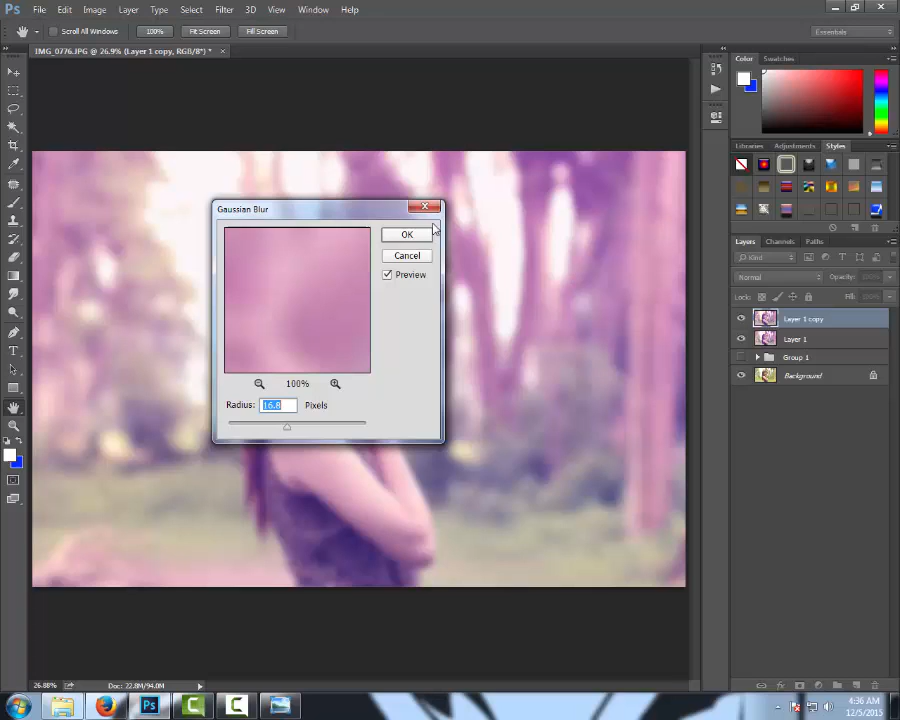 Ps File Edit Image Layer Type Select Filter 3D View Window Help
Scroll All Windows 100% Fit Screen Fill Screen Essentials
IMG_0776.JPG @ 26.9% (Layer 1 copy, RGB/8*) *
Color Swatches
Libraries Adjustments Styles
Gaussian Blur
OK
Cancel
Preview
100%
Radius: 16.8 Pixels
Layers Channels Paths
Kind
Normal Opacity:
Lock: Fill:
Layer 1 copy
Layer 1
Group 1
Background
T
26.88% Doc: 22.8M/94.0M
Ps C C
4:36 AM
12/5/2015